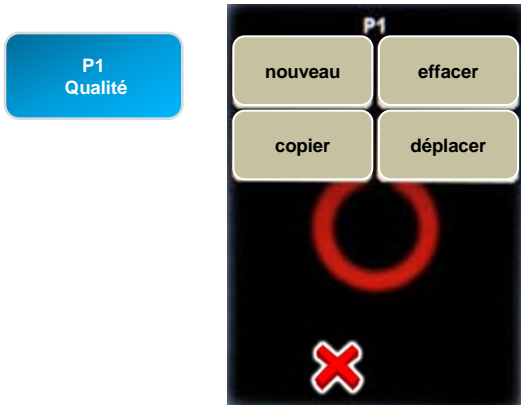 P1
Qualité
P1
nouveau
effacer
copier
déplacer